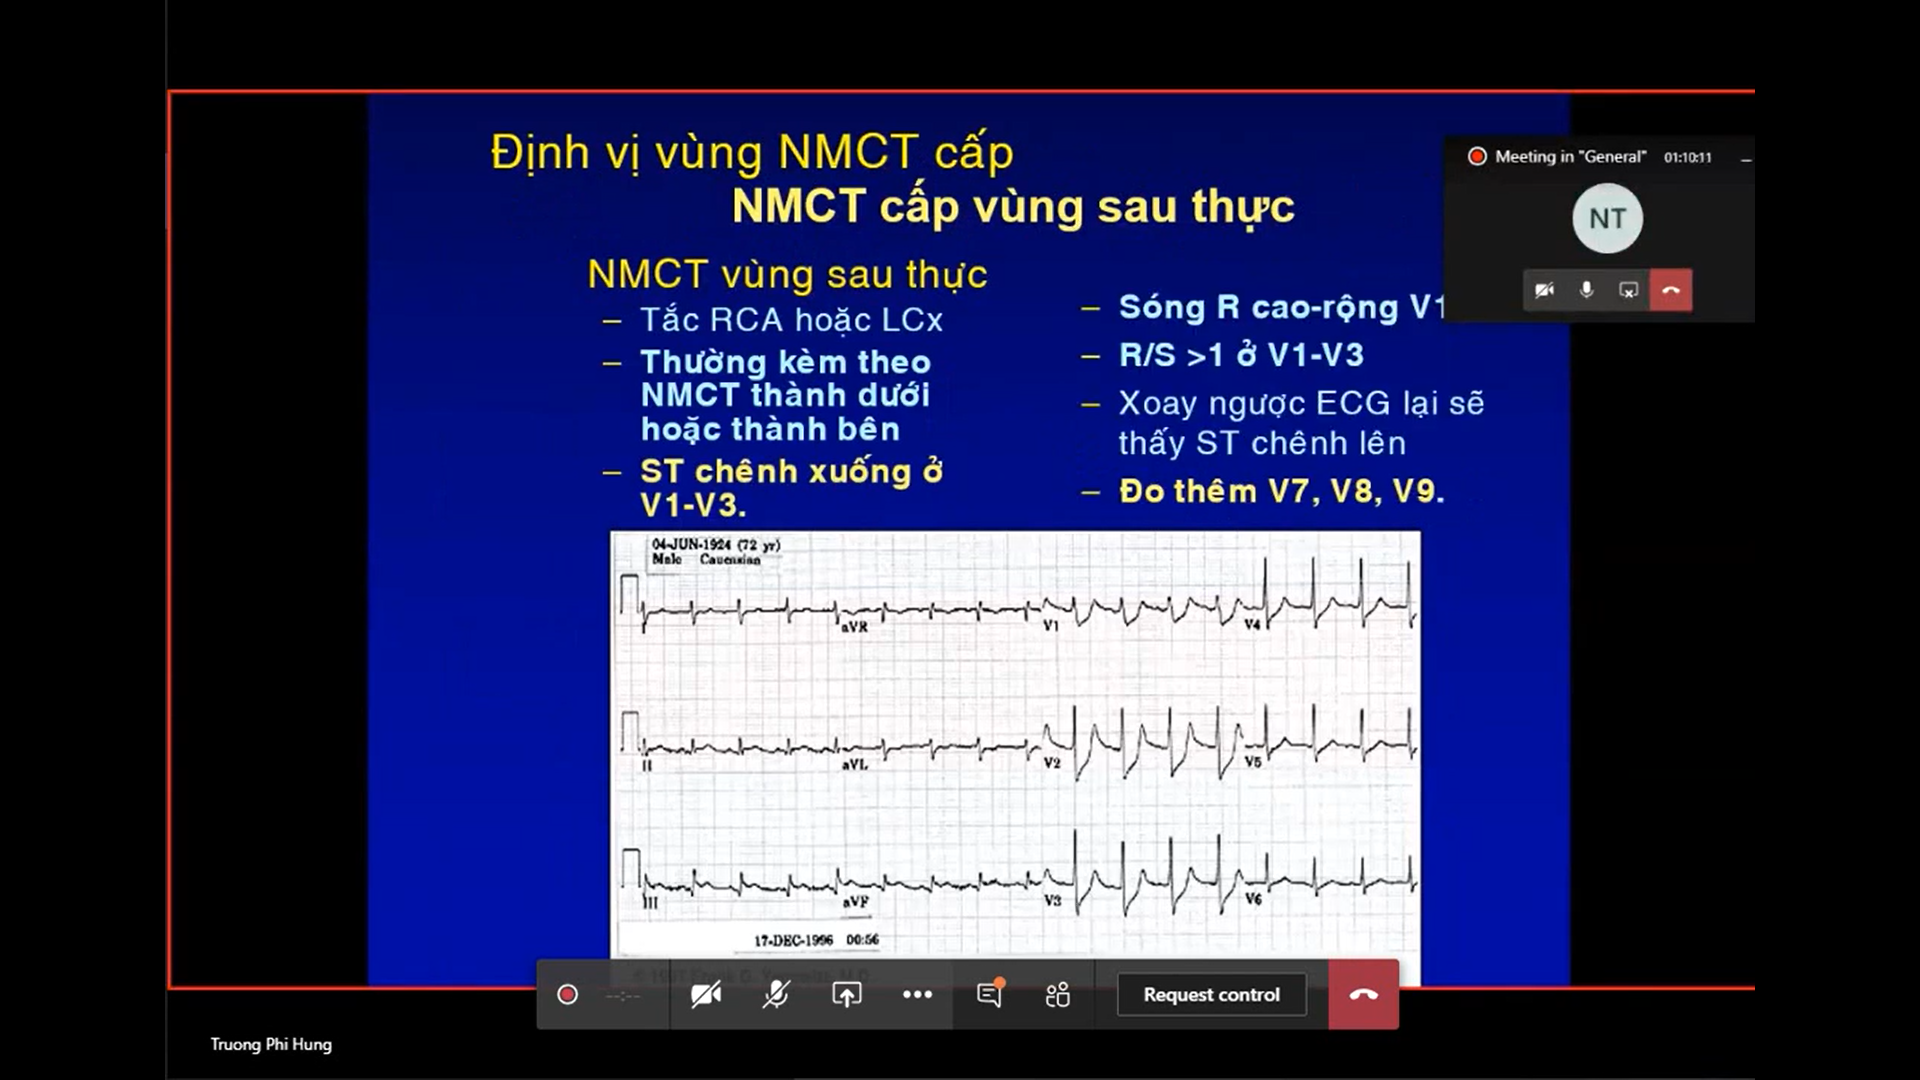 Định vị vùng NMCT cấp
NMCT cấp vùng sau thực
Meeting in "General" 01:10:11
NT
NMCT vùng sau thực
– Tắc RCA hoặc LCx
– Thường kèm theo
NMCT thành dưới
hoặc thành bên
– ST chênh xuống ở
V1-V3.
– Sóng R cao-rộng V1
– R/S >1 ở V1-V3
– Xoay ngược ECG lại sẽ
thấy ST chênh lên
– Đo thêm V7, V8, V9.
04-JUN-1924 (72 yr)
Male Caucasian
aVR V1 V4
II aVL V2 V5
III aVF V3 V6
17-DEC-1996 00:56
--:--
Request control
Truong Phi Hung